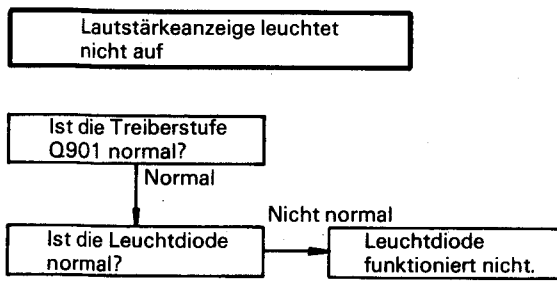 Lautstärkeanzeige leuchtet
nicht auf
Ist die Treiberstufe
Q901 normal?
Normal
Nicht normal
Ist die Leuchtdiode
normal?
Leuchtdiode
funktioniert nicht.